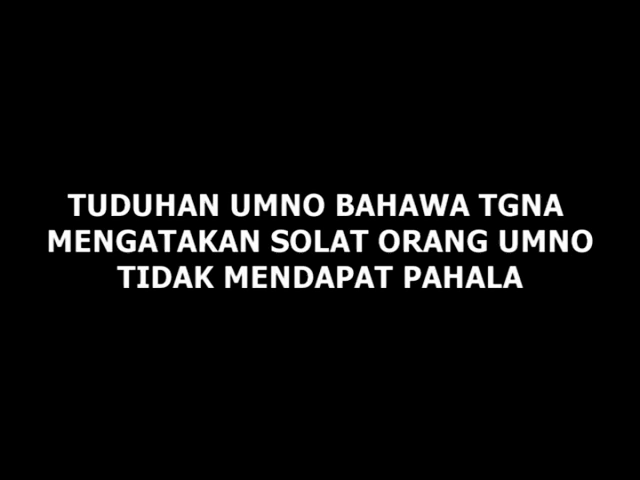 TUDUHAN UMNO BAHAWA TGNA
MENGATAKAN SOLAT ORANG UMNO
TIDAK MENDAPAT PAHALA